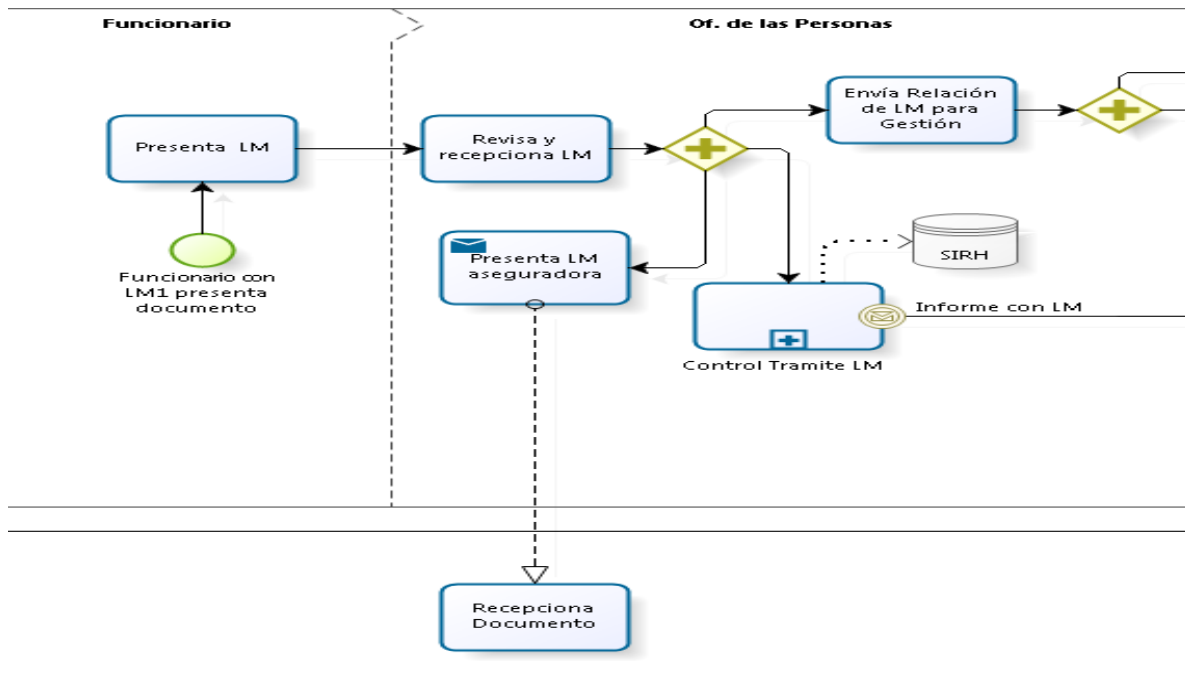 Funcionario
Of. de las Personas
Envía Relación
de LM para
Gestión
Presenta LM
Revisa y
recepciona LM
Presenta LM
aseguradora
SIRH
Funcionario con
LM1 presenta
documento
Informe con LM
Control Tramite LM
Recepciona
Documento